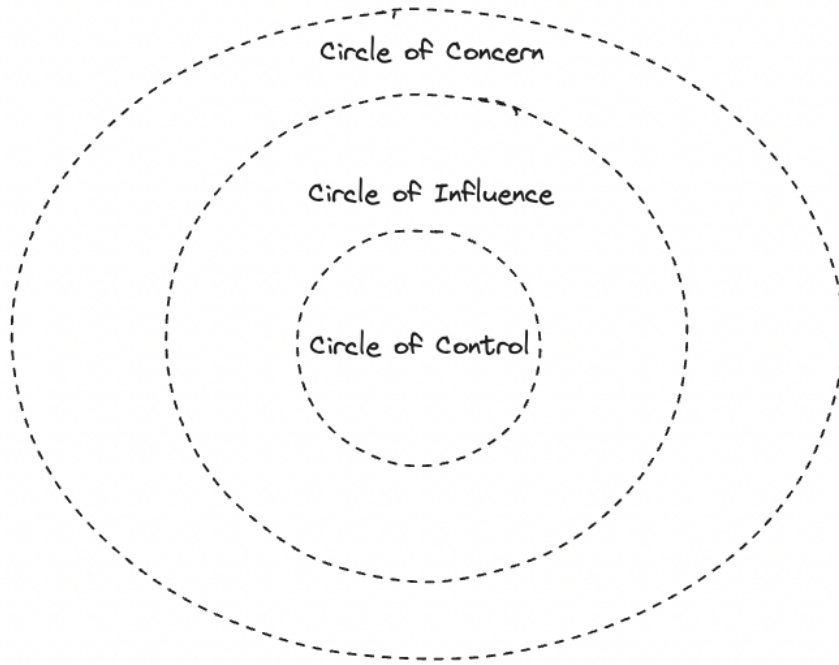 Circle of Concern
Circle of Influence
Circle of Control